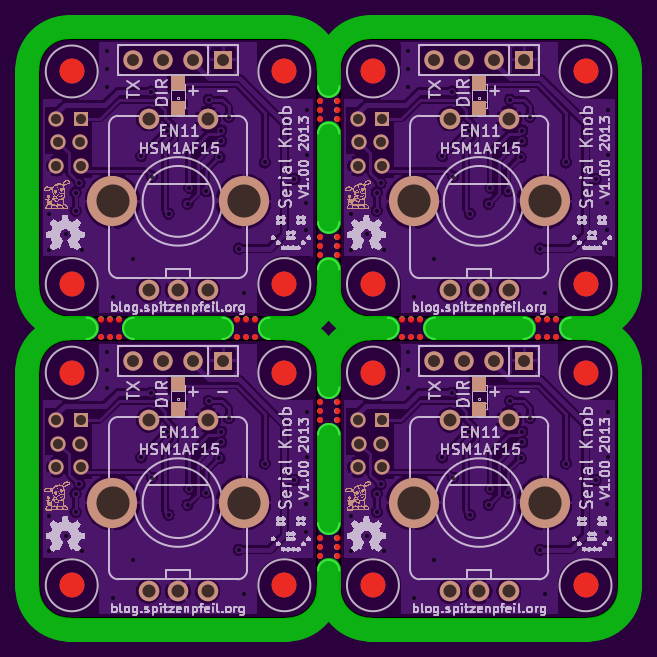 TX DIR + −
EN11
HSM1AF15
Serial Knob
V1.00 2013
blog.spitzenpfeil.org
TX DIR + −
EN11
HSM1AF15
Serial Knob
V1.00 2013
blog.spitzenpfeil.org
TX DIR + −
EN11
HSM1AF15
Serial Knob
V1.00 2013
blog.spitzenpfeil.org
TX DIR + −
EN11
HSM1AF15
Serial Knob
V1.00 2013
blog.spitzenpfeil.org